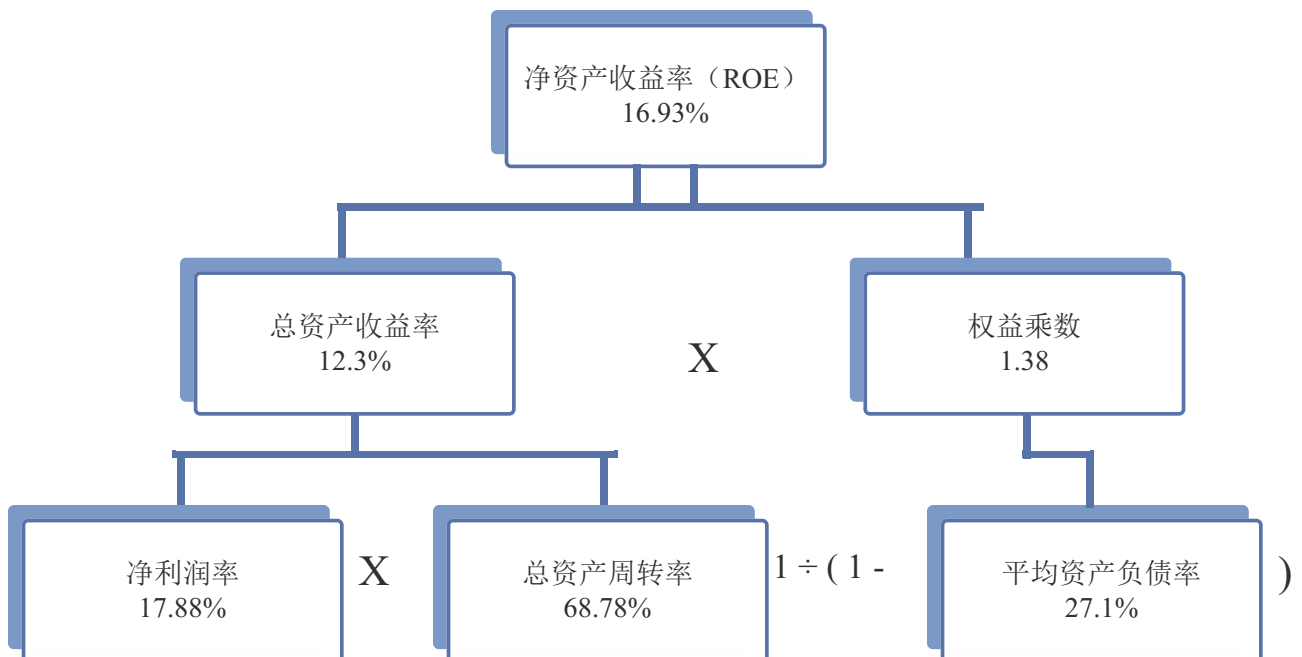 净资产收益率（ROE）
16.93%
总资产收益率
12.3%
X
权益乘数
1.38
净利润率
17.88%
X
总资产周转率
68.78%
1 ÷ ( 1 -
平均资产负债率
27.1%
)